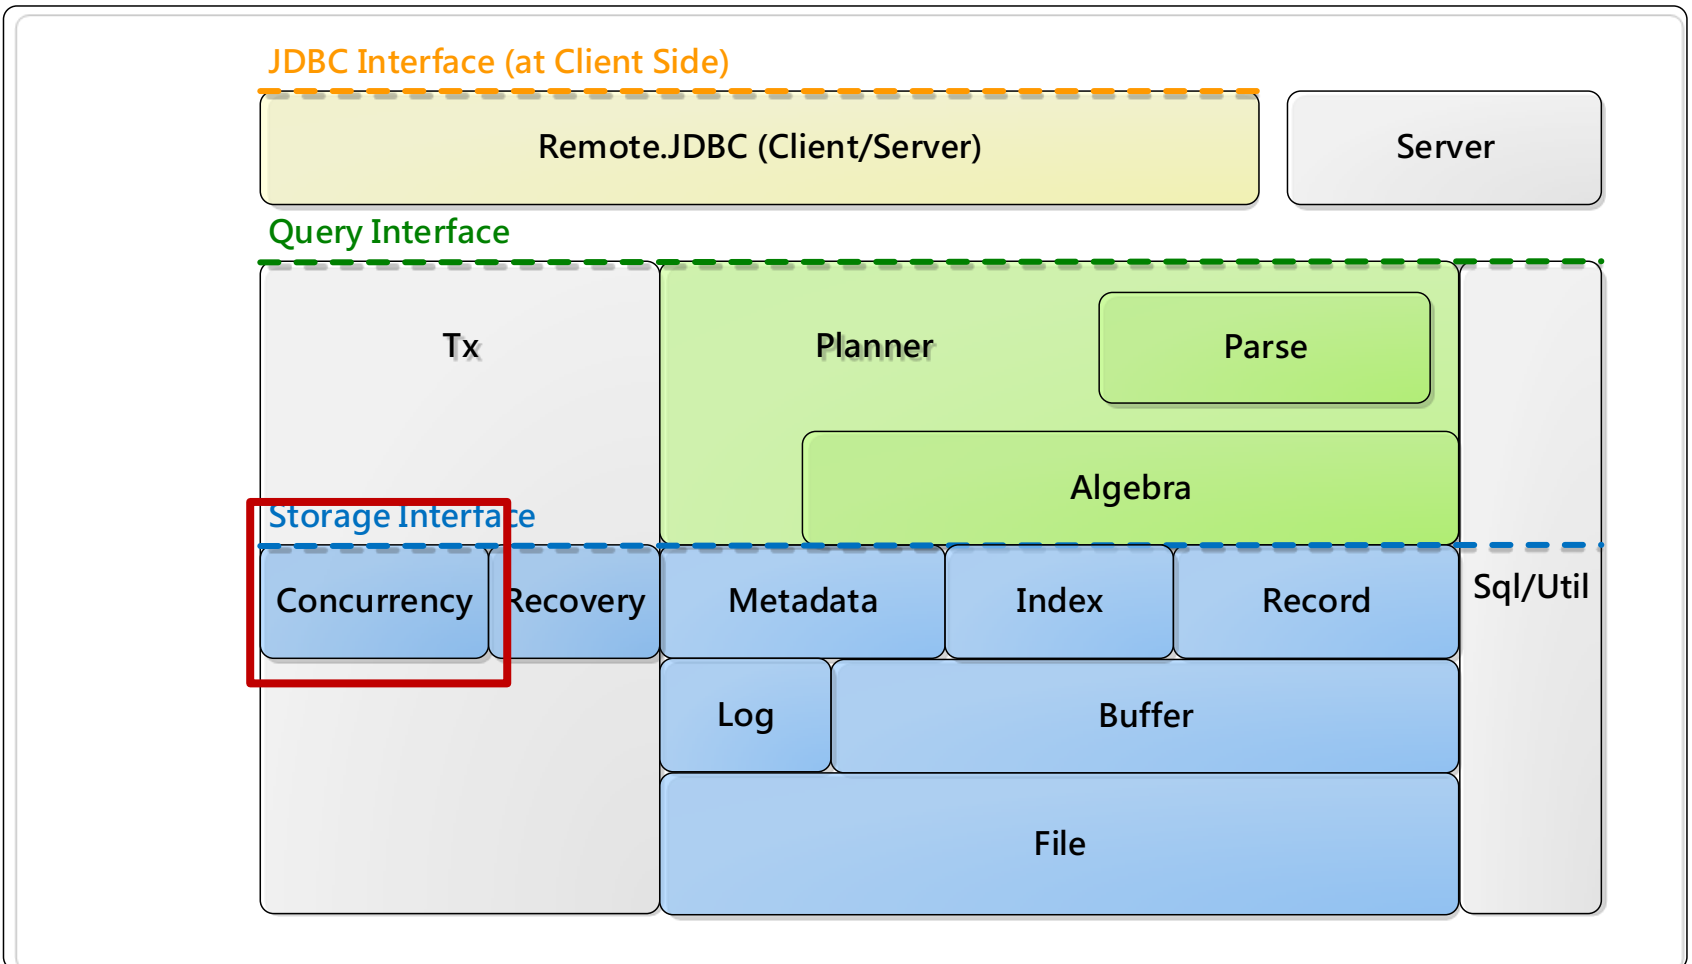 JDBC Interface (at Client Side)
Remote.JDBC (Client/Server)
Server
Query Interface
Tx
Planner
Parse
Algebra
Storage Interface
Concurrency
Recovery
Metadata
Index
Record
Sql/Util
Log
Buffer
File